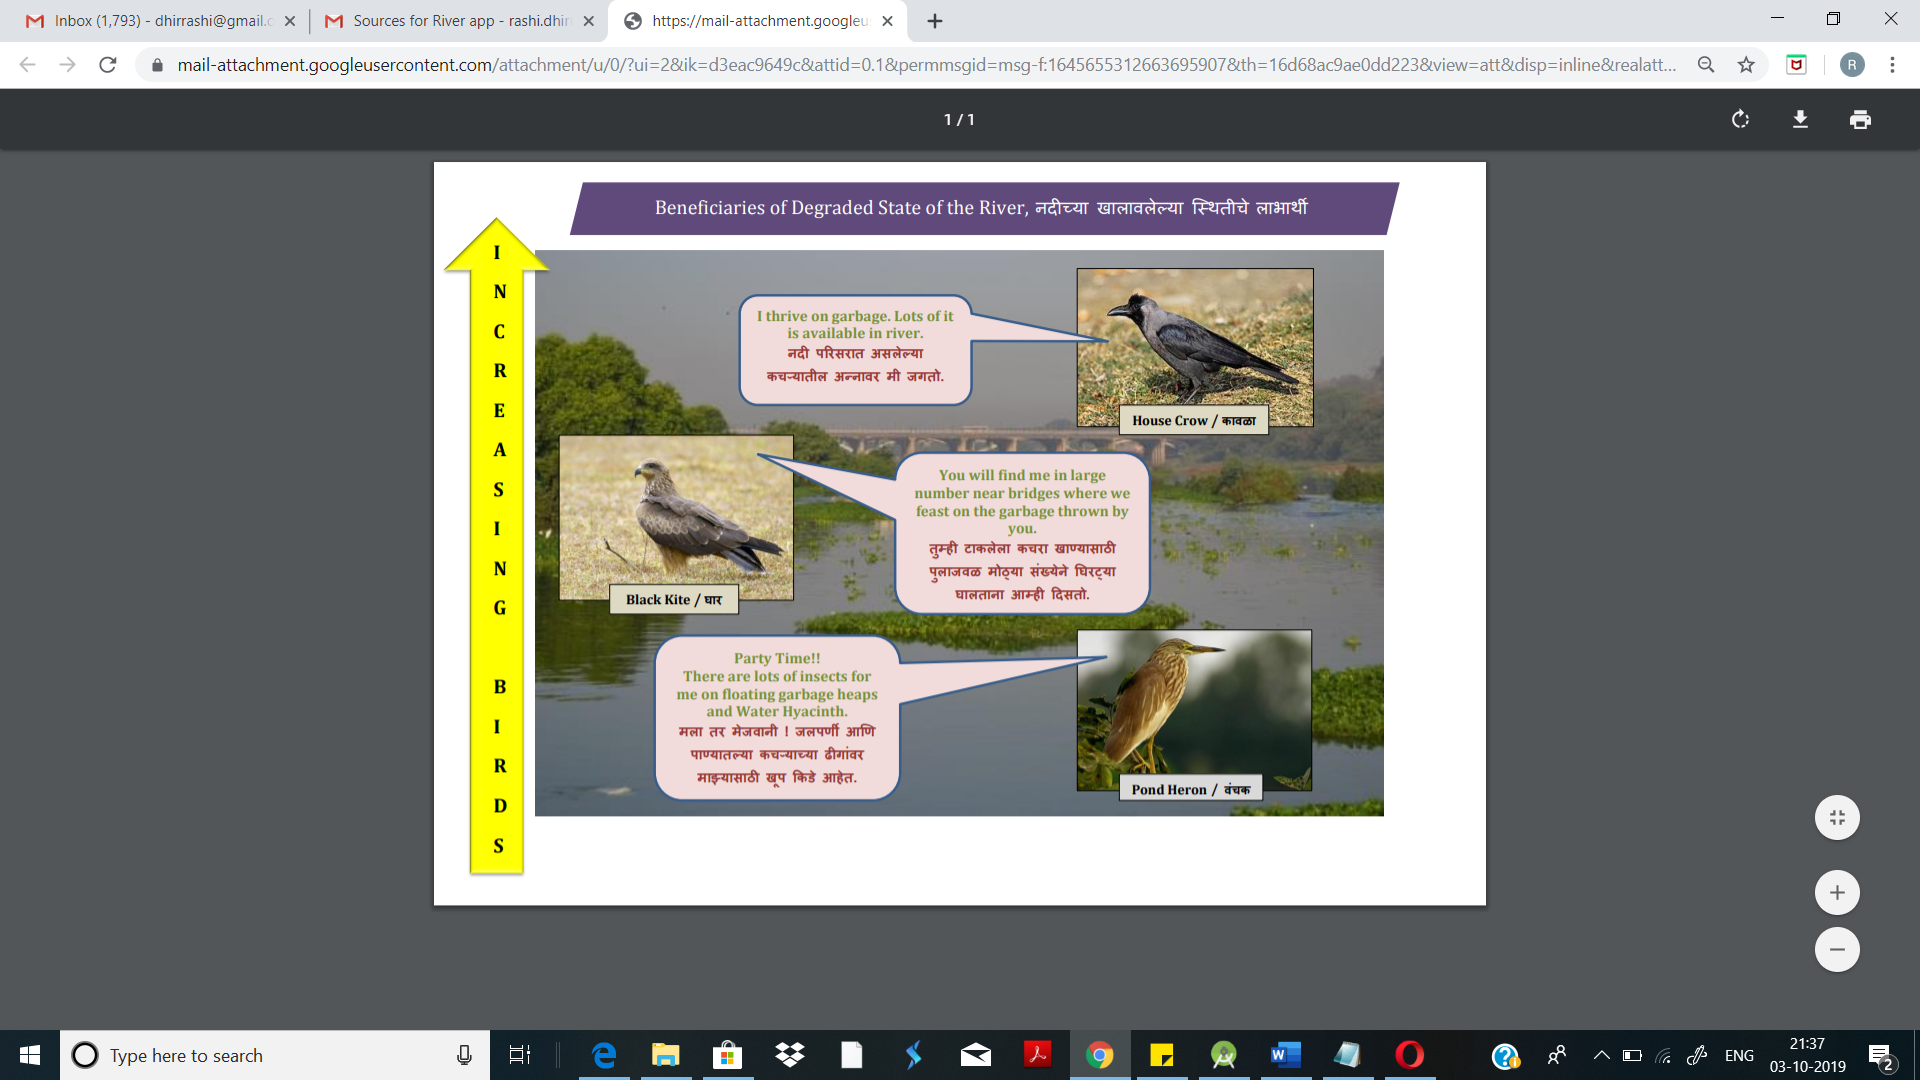 Inbox (1,793) - dhirrashi@gmail.c
Sources for River app - rashi.dhir
https://mail-attachment.googleu
mail-attachment.googleusercontent.com/attachment/u/0/?ui=2&ik=d3eac9649c&attid=0.1&permmsgid=msg-f:1645655312663695907&th=16d68ac9ae0dd223&view=att&disp=inline&realatt...
R
1 / 1
Beneficiaries of Degraded State of the River, नदीच्या खालावलेल्या स्थितीचे लाभार्थी
I
N
C
R
E
A
S
I
N
G
B
I
R
D
S
I thrive on garbage. Lots of it
is available in river.
नदी परिसरात असलेल्या
कचऱ्यातील अन्नावर मी जगतो.
House Crow / कावळा
You will find me in large
number near bridges where we
feast on the garbage thrown by
you.
तुम्ही टाकलेला कचरा खाण्यासाठी
पुलाजवळ मोठ्या संख्येने घिरट्या
घालताना आम्ही दिसतो.
Black Kite / घार
Party Time!!
There are lots of insects for
me on floating garbage heaps
and Water Hyacinth.
मला तर मेजवानी ! जलपर्णी आणि
पाण्यातल्या कचऱ्याच्या ढीगांवर
माझ्यासाठी खूप किडे आहेत.
Pond Heron / वंचक
Type here to search
ENG
21:37
03-10-2019
2